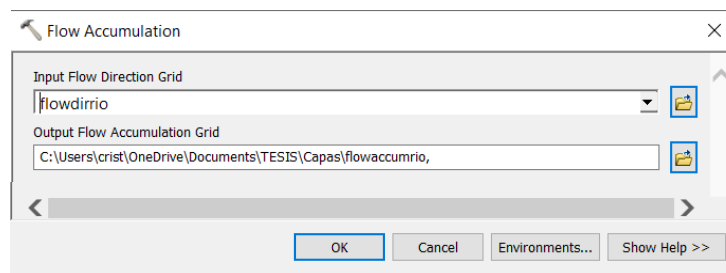 Flow Accumulation
Input Flow Direction Grid
flowdirrio
Output Flow Accumulation Grid
C:\Users\crist\OneDrive\Documents\TESIS\Capas\flowaccumrio,
OK Cancel Environments... Show Help >>